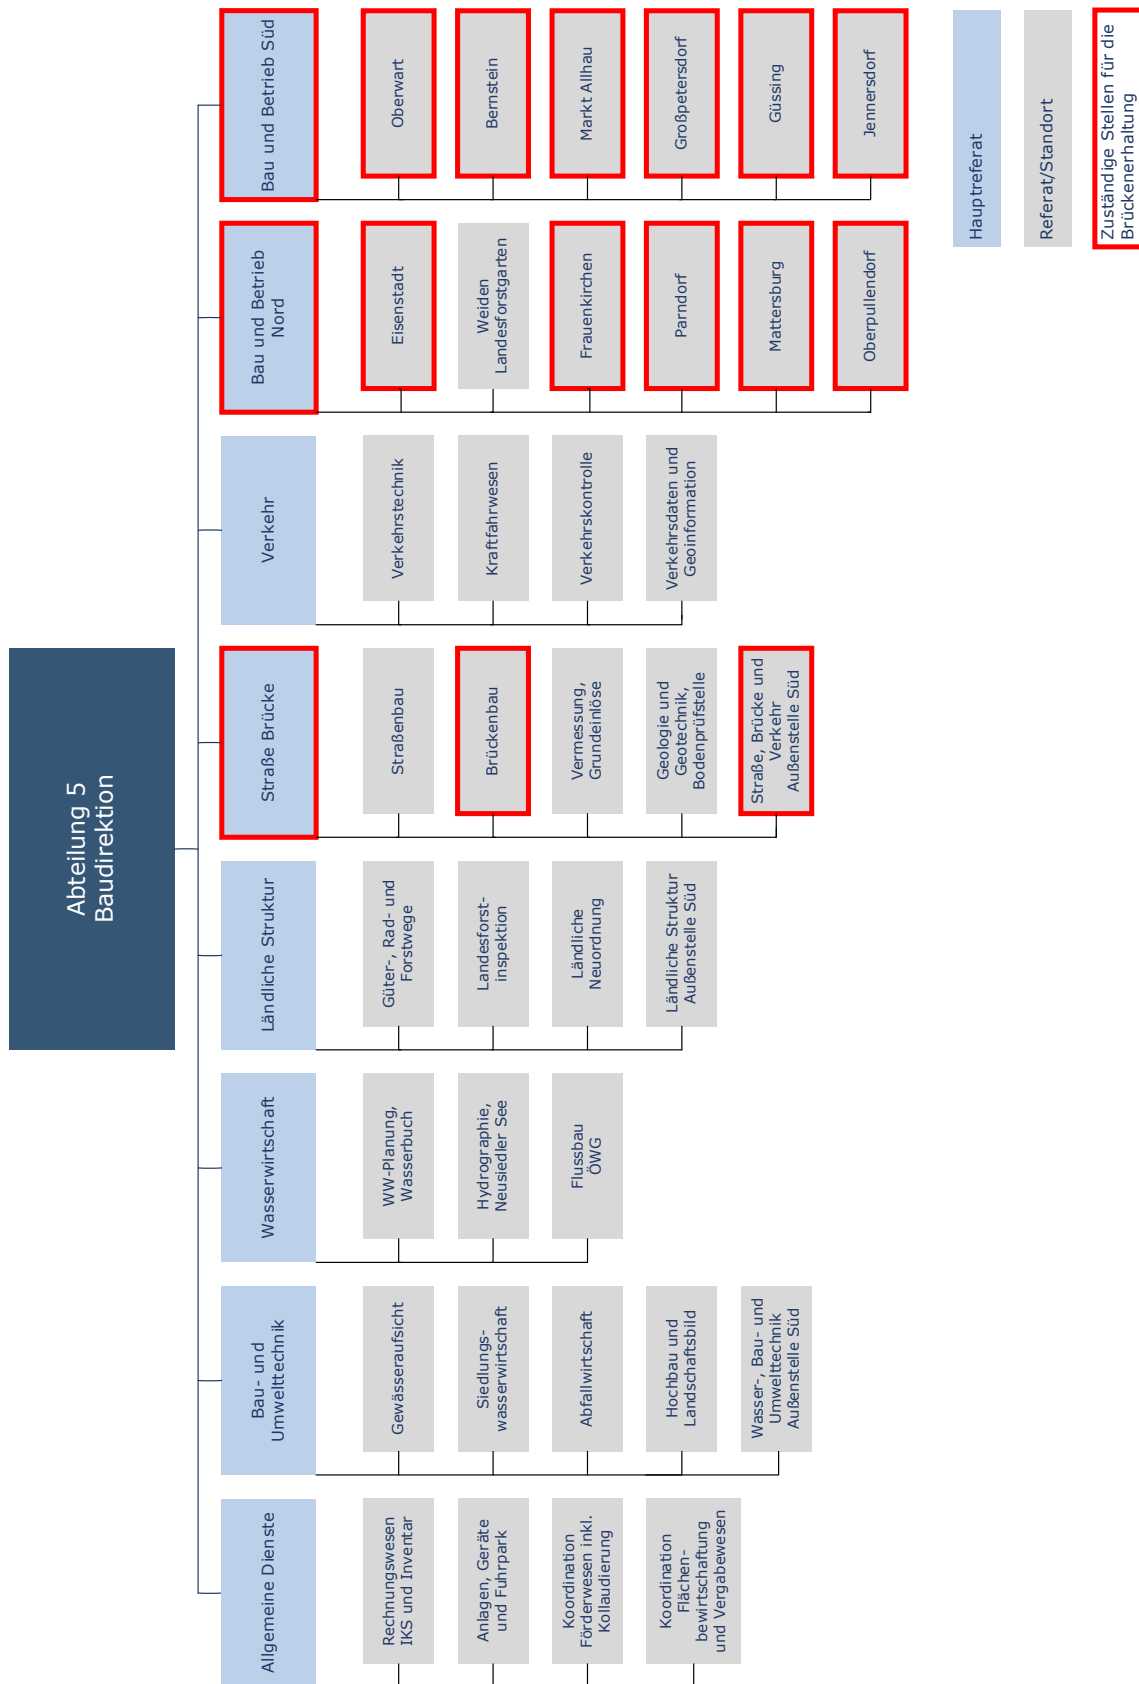 Abteilung 5
Baudirektion
Allgemeine Dienste
Rechnungswesen
IKS und Inventar
Anlagen, Geräte
und Fuhrpark
Koordination
Förderwesen inkl.
Kollaudierung
Koordination
Flächen-
bewirtschaftung
und Vergabewesen
Bau- und
Umwelttechnik
Gewässeraufsicht
Siedlungs-
wasserwirtschaft
Abfallwirtschaft
Hochbau und
Landschaftsbild
Wasser-, Bau- und
Umwelttechnik
Außenstelle Süd
Wasserwirtschaft
WW-Planung,
Wasserbuch
Hydrographie,
Neusiedler See
Flussbau
ÖWG
Ländliche Struktur
Güter-, Rad- und
Forstwege
Landesforst-
inspektion
Ländliche
Neuordnung
Ländliche Struktur
Außenstelle Süd
Straße Brücke
Straßenbau
Brückenbau
Vermessung,
Grundeinlöse
Geologie und
Geotechnik,
Bodenprüfstelle
Straße, Brücke und
Verkehr
Außenstelle Süd
Verkehr
Verkehrstechnik
Kraftfahrwesen
Verkehrskontrolle
Verkehrsdaten und
Geoinformation
Bau und Betrieb
Nord
Eisenstadt
Weiden
Landesforstgarten
Frauenkirchen
Parndorf
Mattersburg
Oberpullendorf
Bau und Betrieb Süd
Oberwart
Bernstein
Markt Allhau
Großpetersdorf
Güssing
Jennersdorf
Hauptreferat
Referat/Standort
Zuständige Stellen für die
Brückenerhaltung